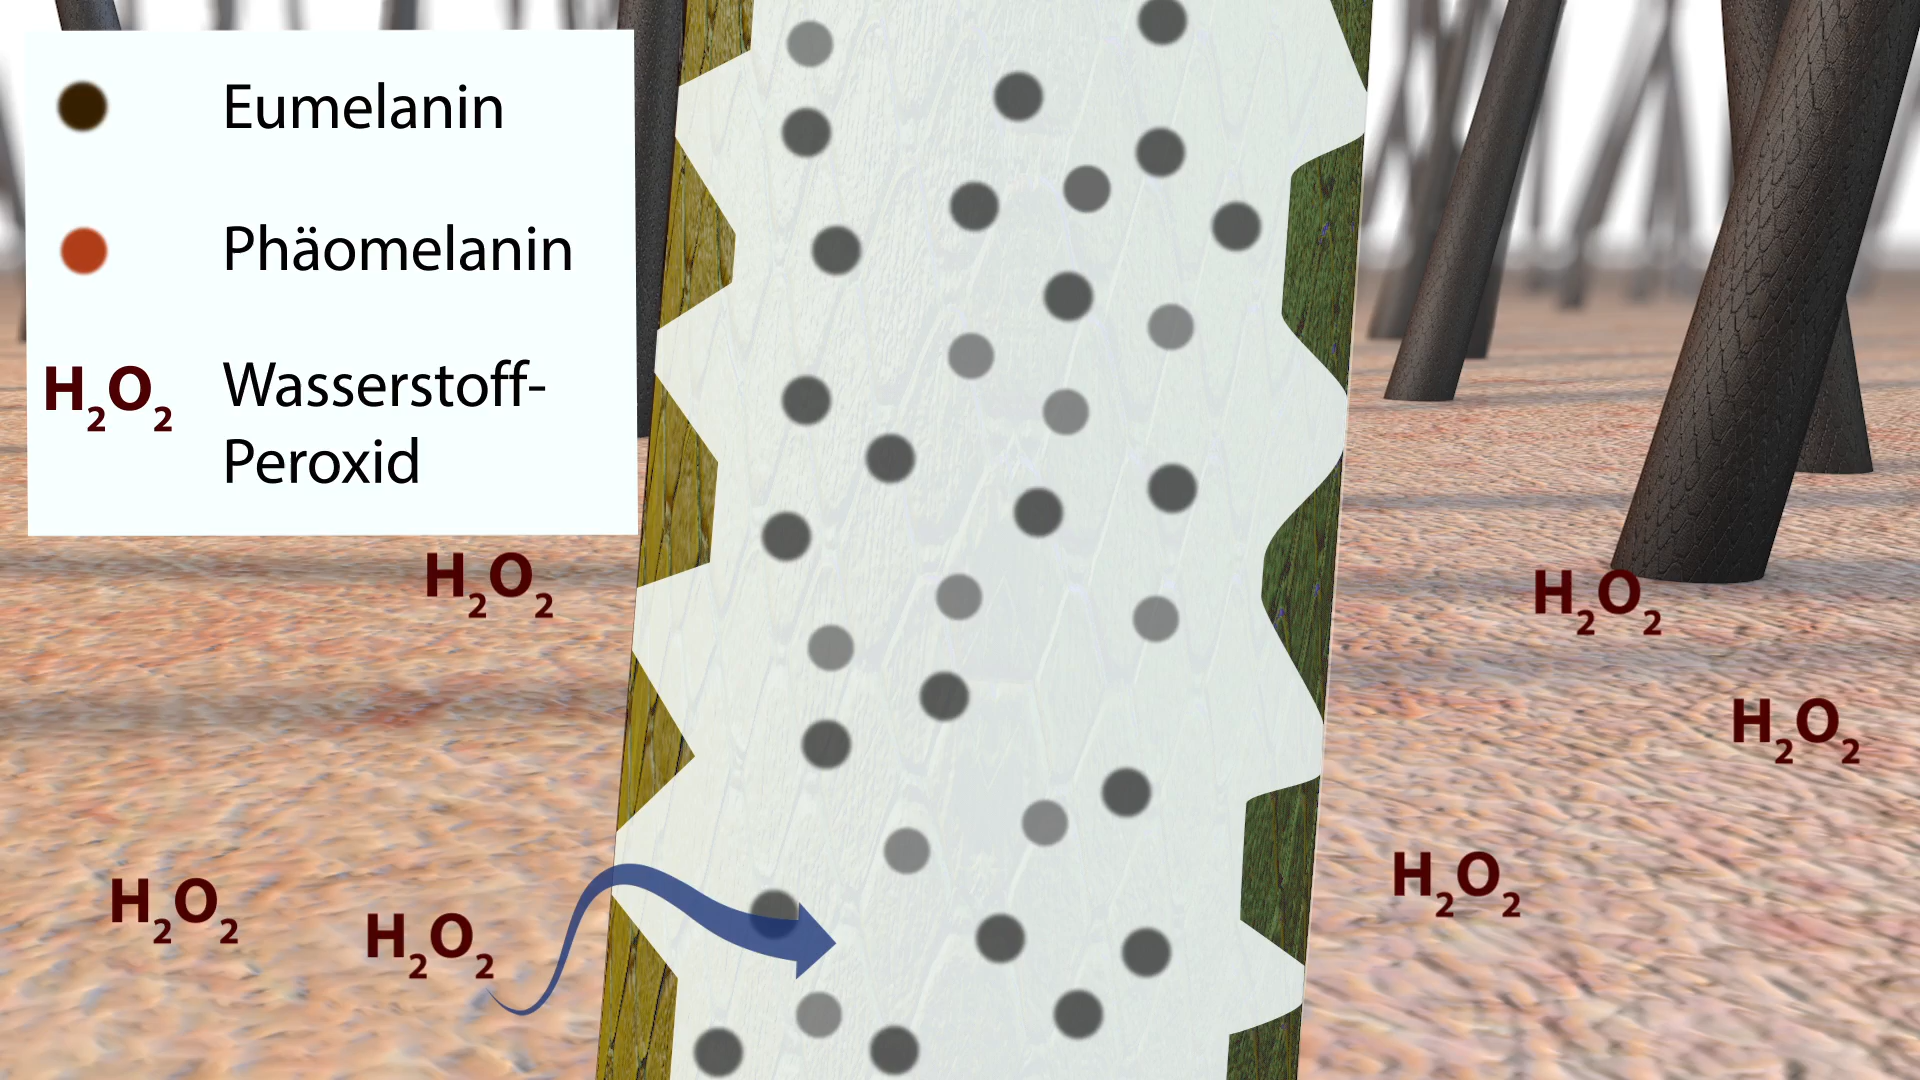 Eumelanin
Phäomelanin
H₂O₂ Wasserstoff-
Peroxid
H₂O₂
H₂O₂
H₂O₂
H₂O₂
H₂O₂
H₂O₂